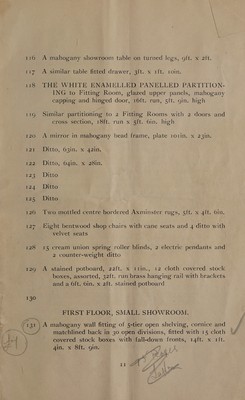 116 A mahogany showroom table on turned legs, 9ft. x 2ft.
117 A similar table fitted drawer, 3ft. x 1ft. 10in.
118 THE WHITE ENAMELLED PANELLED PARTITION-
ING to Fitting Room, glazed upper panels, mahogany
capping and hinged door, 16ft. run, 5ft. 9in. high
119 Similar partitioning to 2 Fitting Rooms with 2 doors and
cross section, 18ft. run x 5ft. 6in. high
120 A mirror in mahogany bead frame, plate 101in. x 23in.
121 Ditto, 63in. x 42in.
122 Ditto, 64in. x 26in.
123 Ditto
124 Ditto
125 Ditto
126 Two mottled centre bordered Axminster rugs, 5ft. x 4ft. 6in.
127 Eight bentwood shop chairs with cane seats and 4 ditto with
velvet seats
128 15 cream union spring roller blinds, 2 electric pendants and
2 counter-weight ditto
129 A stained potboard, 22ft. x 11in., 12 cloth covered stock
boxes, assorted, 32ft. run brass hanging rail with brackets
and a 6ft. 6in. x 2ft. stained potboard
130
FIRST FLOOR, SMALL SHOWROOM.
131 A mahogany wall fitting of 5-tier open shelving, cornice and
matchlined back in 30 open divisions, fitted with 15 cloth
covered stock boxes with fall-down fronts, 14ft. x 1ft.
4in. x 8ft. 9in.
11